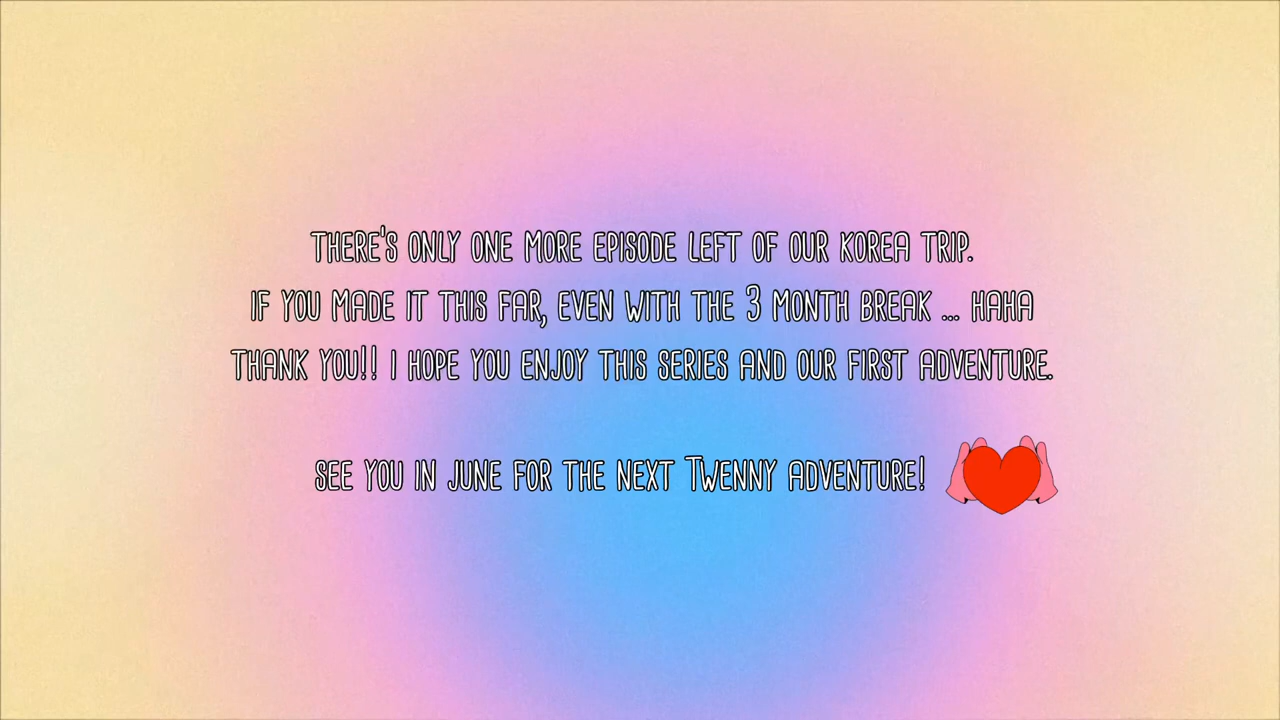 THERE'S ONLY ONE MORE EPISODE LEFT OF OUR KOREA TRIP.
IF YOU MADE IT THIS FAR, EVEN WITH THE 3 MONTH BREAK ... HAHA
THANK YOU!! I HOPE YOU ENJOY THIS SERIES AND OUR FIRST ADVENTURE.
SEE YOU IN JUNE FOR THE NEXT TWENNY ADVENTURE!